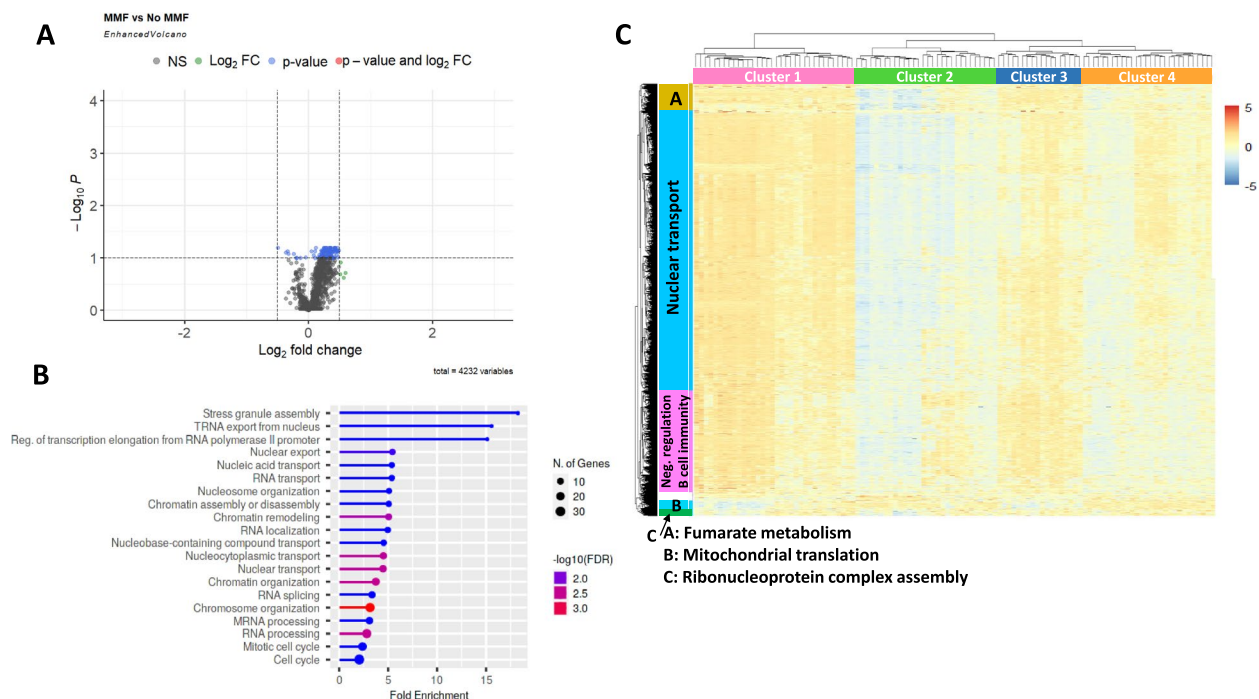 A
MMF vs No MMF
EnhancedVolcano
NS Log2 FC p-value p – value and log2 FC
4
3
2
1
0
−Log10 P
-2 0 2
Log2 fold change
total = 4232 variables
B
Stress granule assembly
TRNA export from nucleus
Reg. of transcription elongation from RNA polymerase II promoter
Nuclear export
Nucleic acid transport
RNA transport
Nucleosome organization
Chromatin assembly or disassembly
Chromatin remodeling
RNA localization
Nucleobase-containing compound transport
Nucleocytoplasmic transport
Nuclear transport
Chromatin organization
RNA splicing
Chromosome organization
MRNA processing
RNA processing
Mitotic cell cycle
Cell cycle
0 5 10 15
Fold Enrichment
N. of Genes
10
20
30
-log10(FDR)
2.0
2.5
3.0
C
Cluster 1 Cluster 2 Cluster 3 Cluster 4
A
Nuclear transport
Neg. regulation
B cell immunity
B
C
5
0
-5
A: Fumarate metabolism
B: Mitochondrial translation
C: Ribonucleoprotein complex assembly